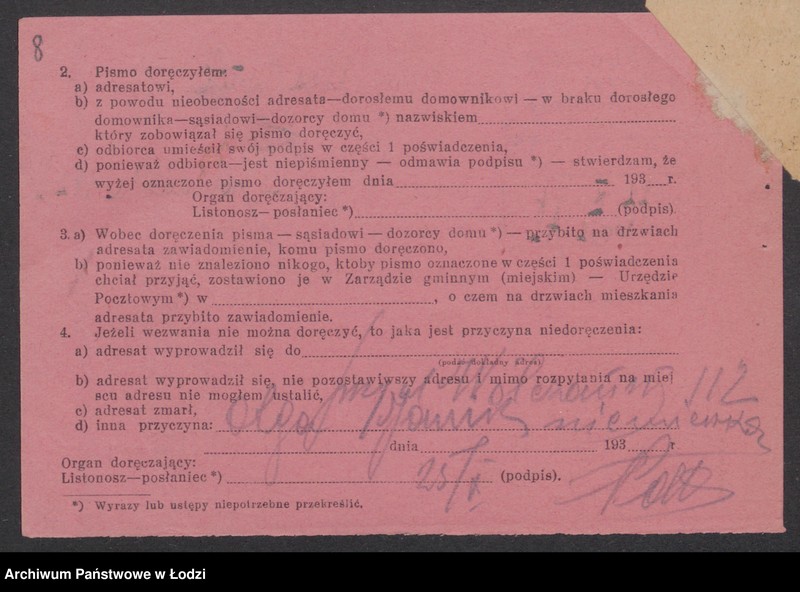 8
2. Pismo doręczyłem:
a) adresatowi,
b) z powodu nieobecności adresata—dorosłemu domownikowi — w braku dorosłego
domownika—sąsiadowi—dozorcy domu *) nazwiskiem
który zobowiązał się pismo doręczyć,
c) odbiorca umieścił swój podpis w części 1 poświadczenia,
d) ponieważ odbiorca—jest niepiśmienny — odmawia podpisu *) — stwierdzam, że
wyżej oznaczone pismo doręczyłem dnia 193 r.
Organ doręczający:
Listonosz—posłaniec *) (podpis).
3. a) Wobec doręczenia pisma — sąsiadowi — dozorcy domu *) — przybito na drzwiach
adresata zawiadomienie, komu pismo doręczono,
b) ponieważ nie znaleziono nikogo, ktoby pismo oznaczone w części 1 poświadczenia
chciał przyjąć, zostawiono je w Zarządzie gminnym (miejskim) — Urzędzie
Pocztowym *) w , o czem na drzwiach mieszkania
adresata przybito zawiadomienie.
4. Jeżeli wezwania nie można doręczyć, to jaka jest przyczyna niedoręczenia:
a) adresat wyprowadził się do
(podać dokładny adres)
b) adresat wyprowadził się, nie pozostawiwszy adresu i mimo rozpytania na miej
scu adresu nie mogłem ustalić, 112
c) adresat zmarł,
d) inna przyczyna: Olga
dnia 193 r
Organ doręczający:
Listonosz—posłaniec *) 25/X (podpis).
*) Wyrazy lub ustępy niepotrzebne przekreślić.
Archiwum Państwowe w Łodzi